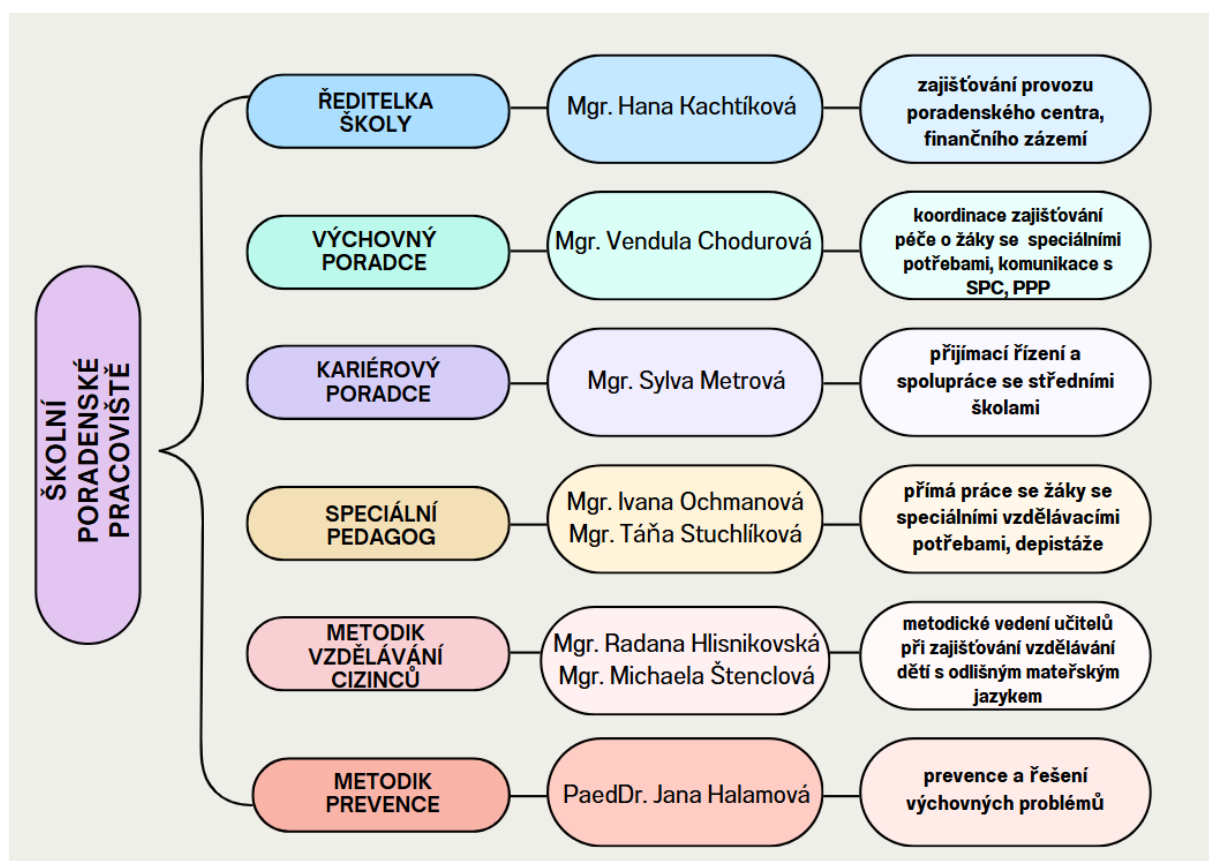 ŠKOLNÍ
PORADENSKÉ
PRACOVIŠTĚ
ŘEDITELKA
ŠKOLY
Mgr. Hana Kachtíková
zajišťování provozu
poradenského centra,
finančního zázemí
VÝCHOVNÝ
PORADCE
Mgr. Vendula Chodurová
koordinace zajišťování
péče o žáky se speciálními
potřebami, komunikace s
SPC, PPP
KARIÉROVÝ
PORADCE
Mgr. Sylva Metrová
přijímací řízení a
spolupráce se středními
školami
SPECIÁLNÍ
PEDAGOG
Mgr. Ivana Ochmanová
Mgr. Táňa Stuchlíková
přímá práce se žáky se
speciálními vzdělávacími
potřebami, depistáže
METODIK
VZDĚLÁVÁNÍ
CIZINCŮ
Mgr. Radana Hlisnikovská
Mgr. Michaela Štenclová
metodické vedení učitelů
při zajišťování vzdělávání
dětí s odlišným mateřským
jazykem
METODIK
PREVENCE
PaedDr. Jana Halamová
prevence a řešení
výchovných problémů